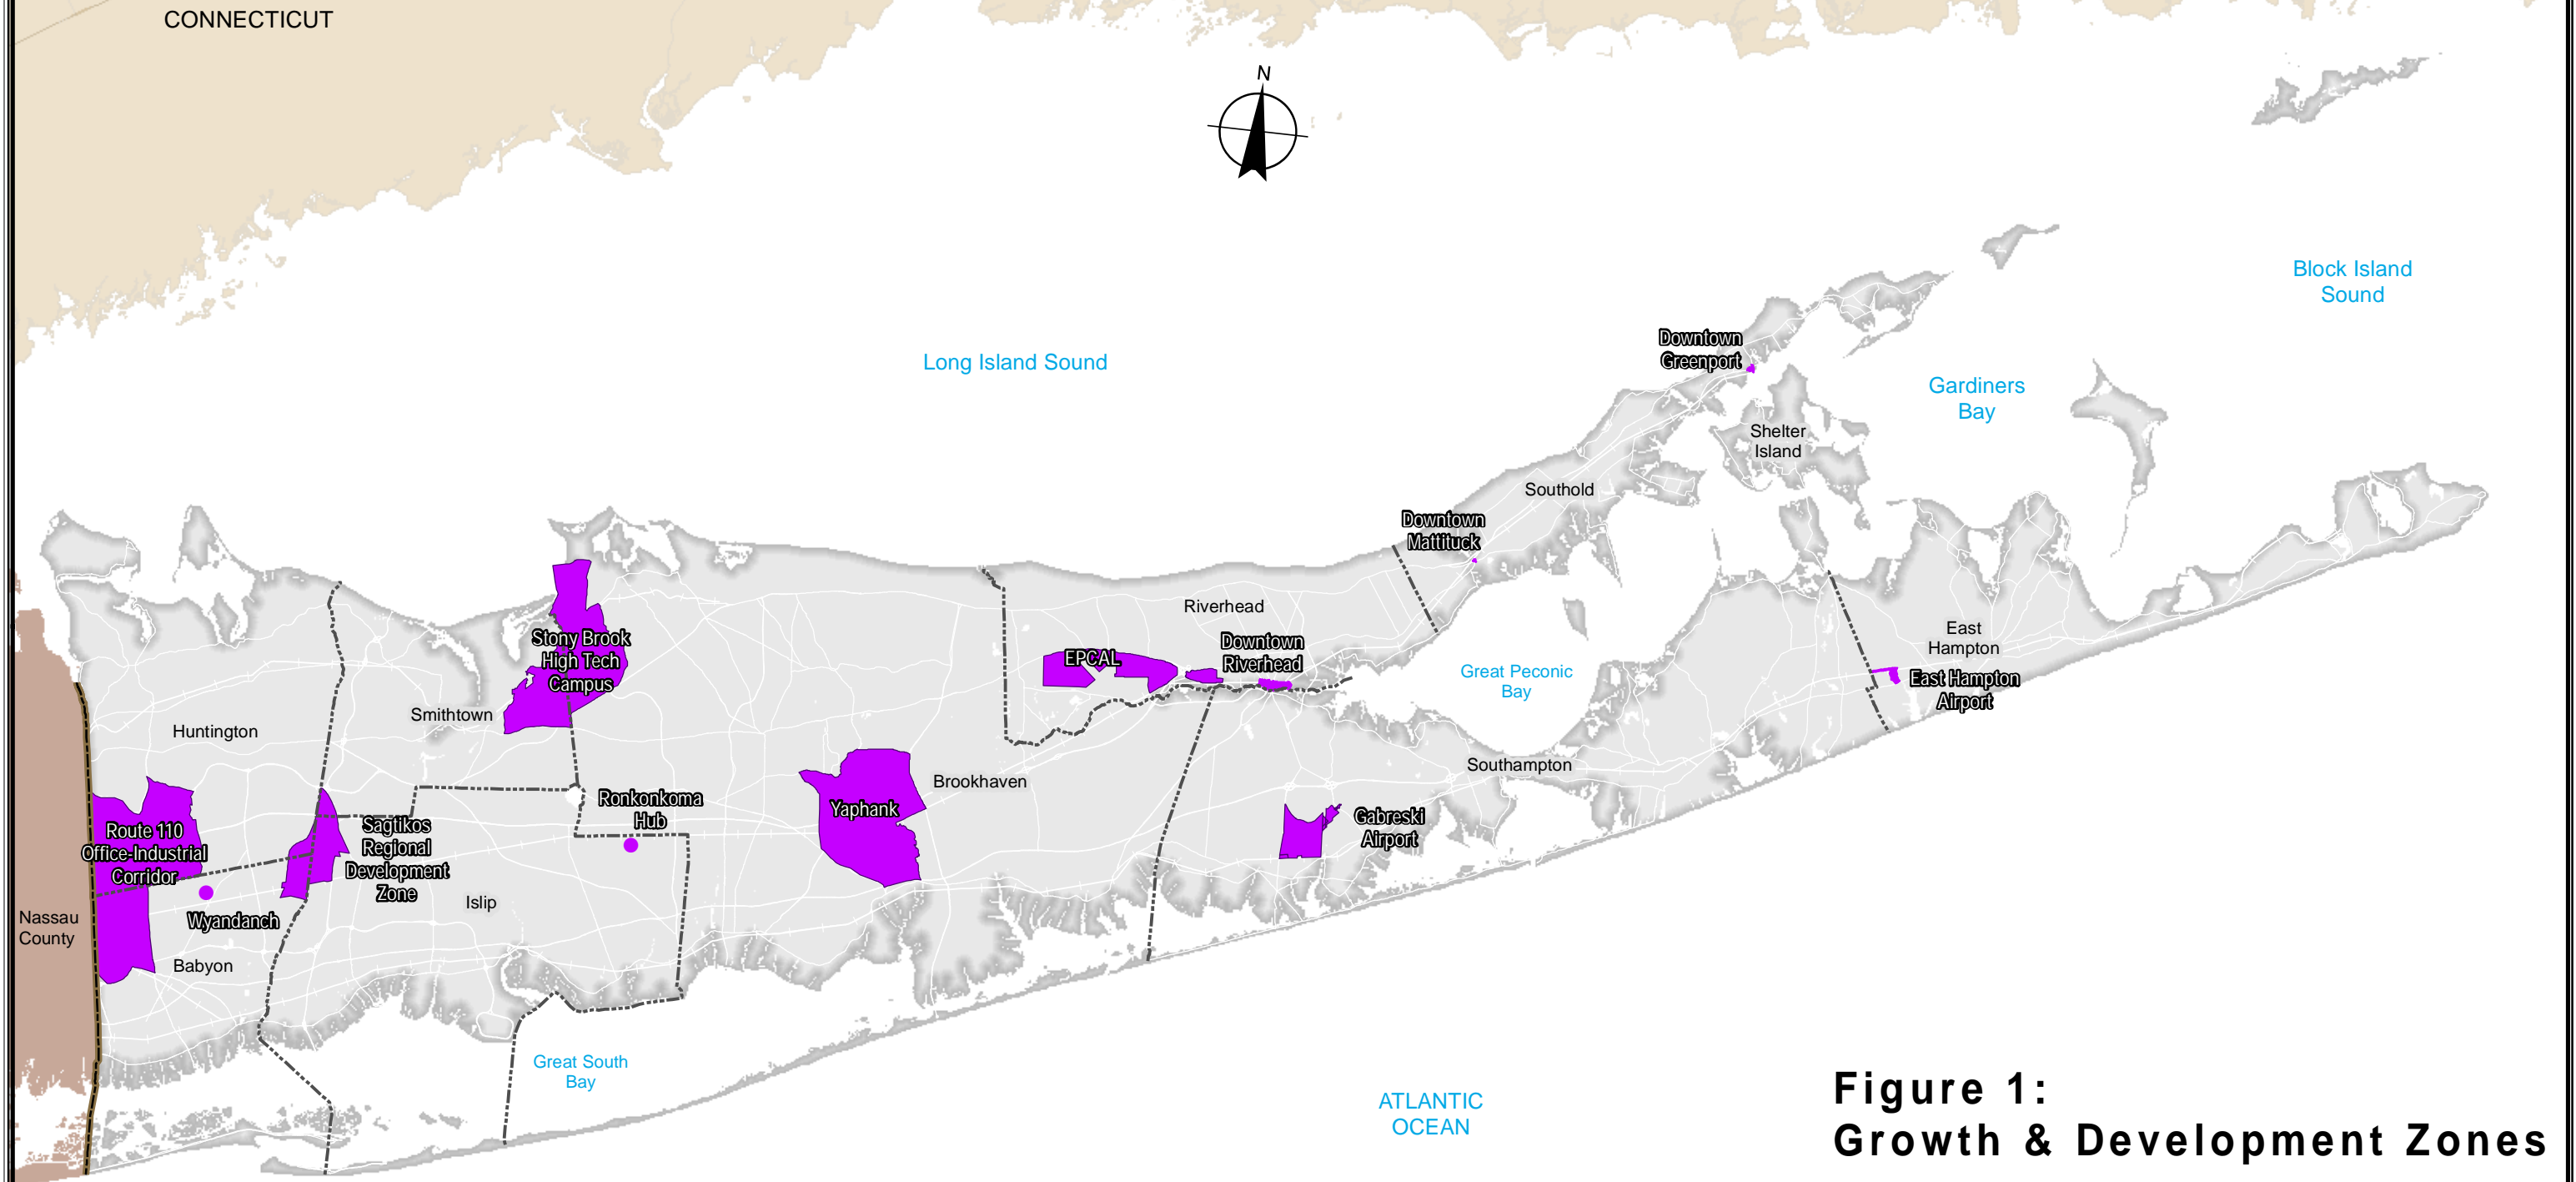 CONNECTICUT
N
Block Island
Sound
Long Island Sound
Downtown
Greenport
Gardiners
Bay
Shelter
Island
Southold
Downtown
Mattituck
Riverhead
Stony Brook
High Tech
Campus
EPCAL
Downtown
Riverhead
Great Peconic
Bay
East
Hampton
East Hampton
Airport
Smithtown
Huntington
Southampton
Brookhaven
Ronkonkoma
Hub
Yaphank
Gabreski
Airport
Route 110
Office-Industrial
Corridor
Sagtikos
Regional
Development
Zone
Islip
Wyandanch
Nassau
County
Babyon
Great South
Bay
ATLANTIC
OCEAN
Figure 1:
Growth & Development Zones